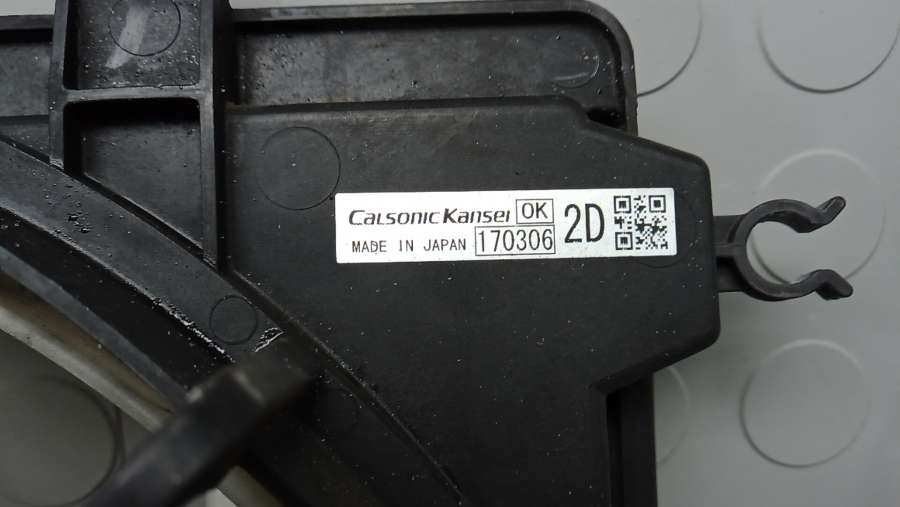 Calsonic Kansei OK
MADE IN JAPAN 170306 2D